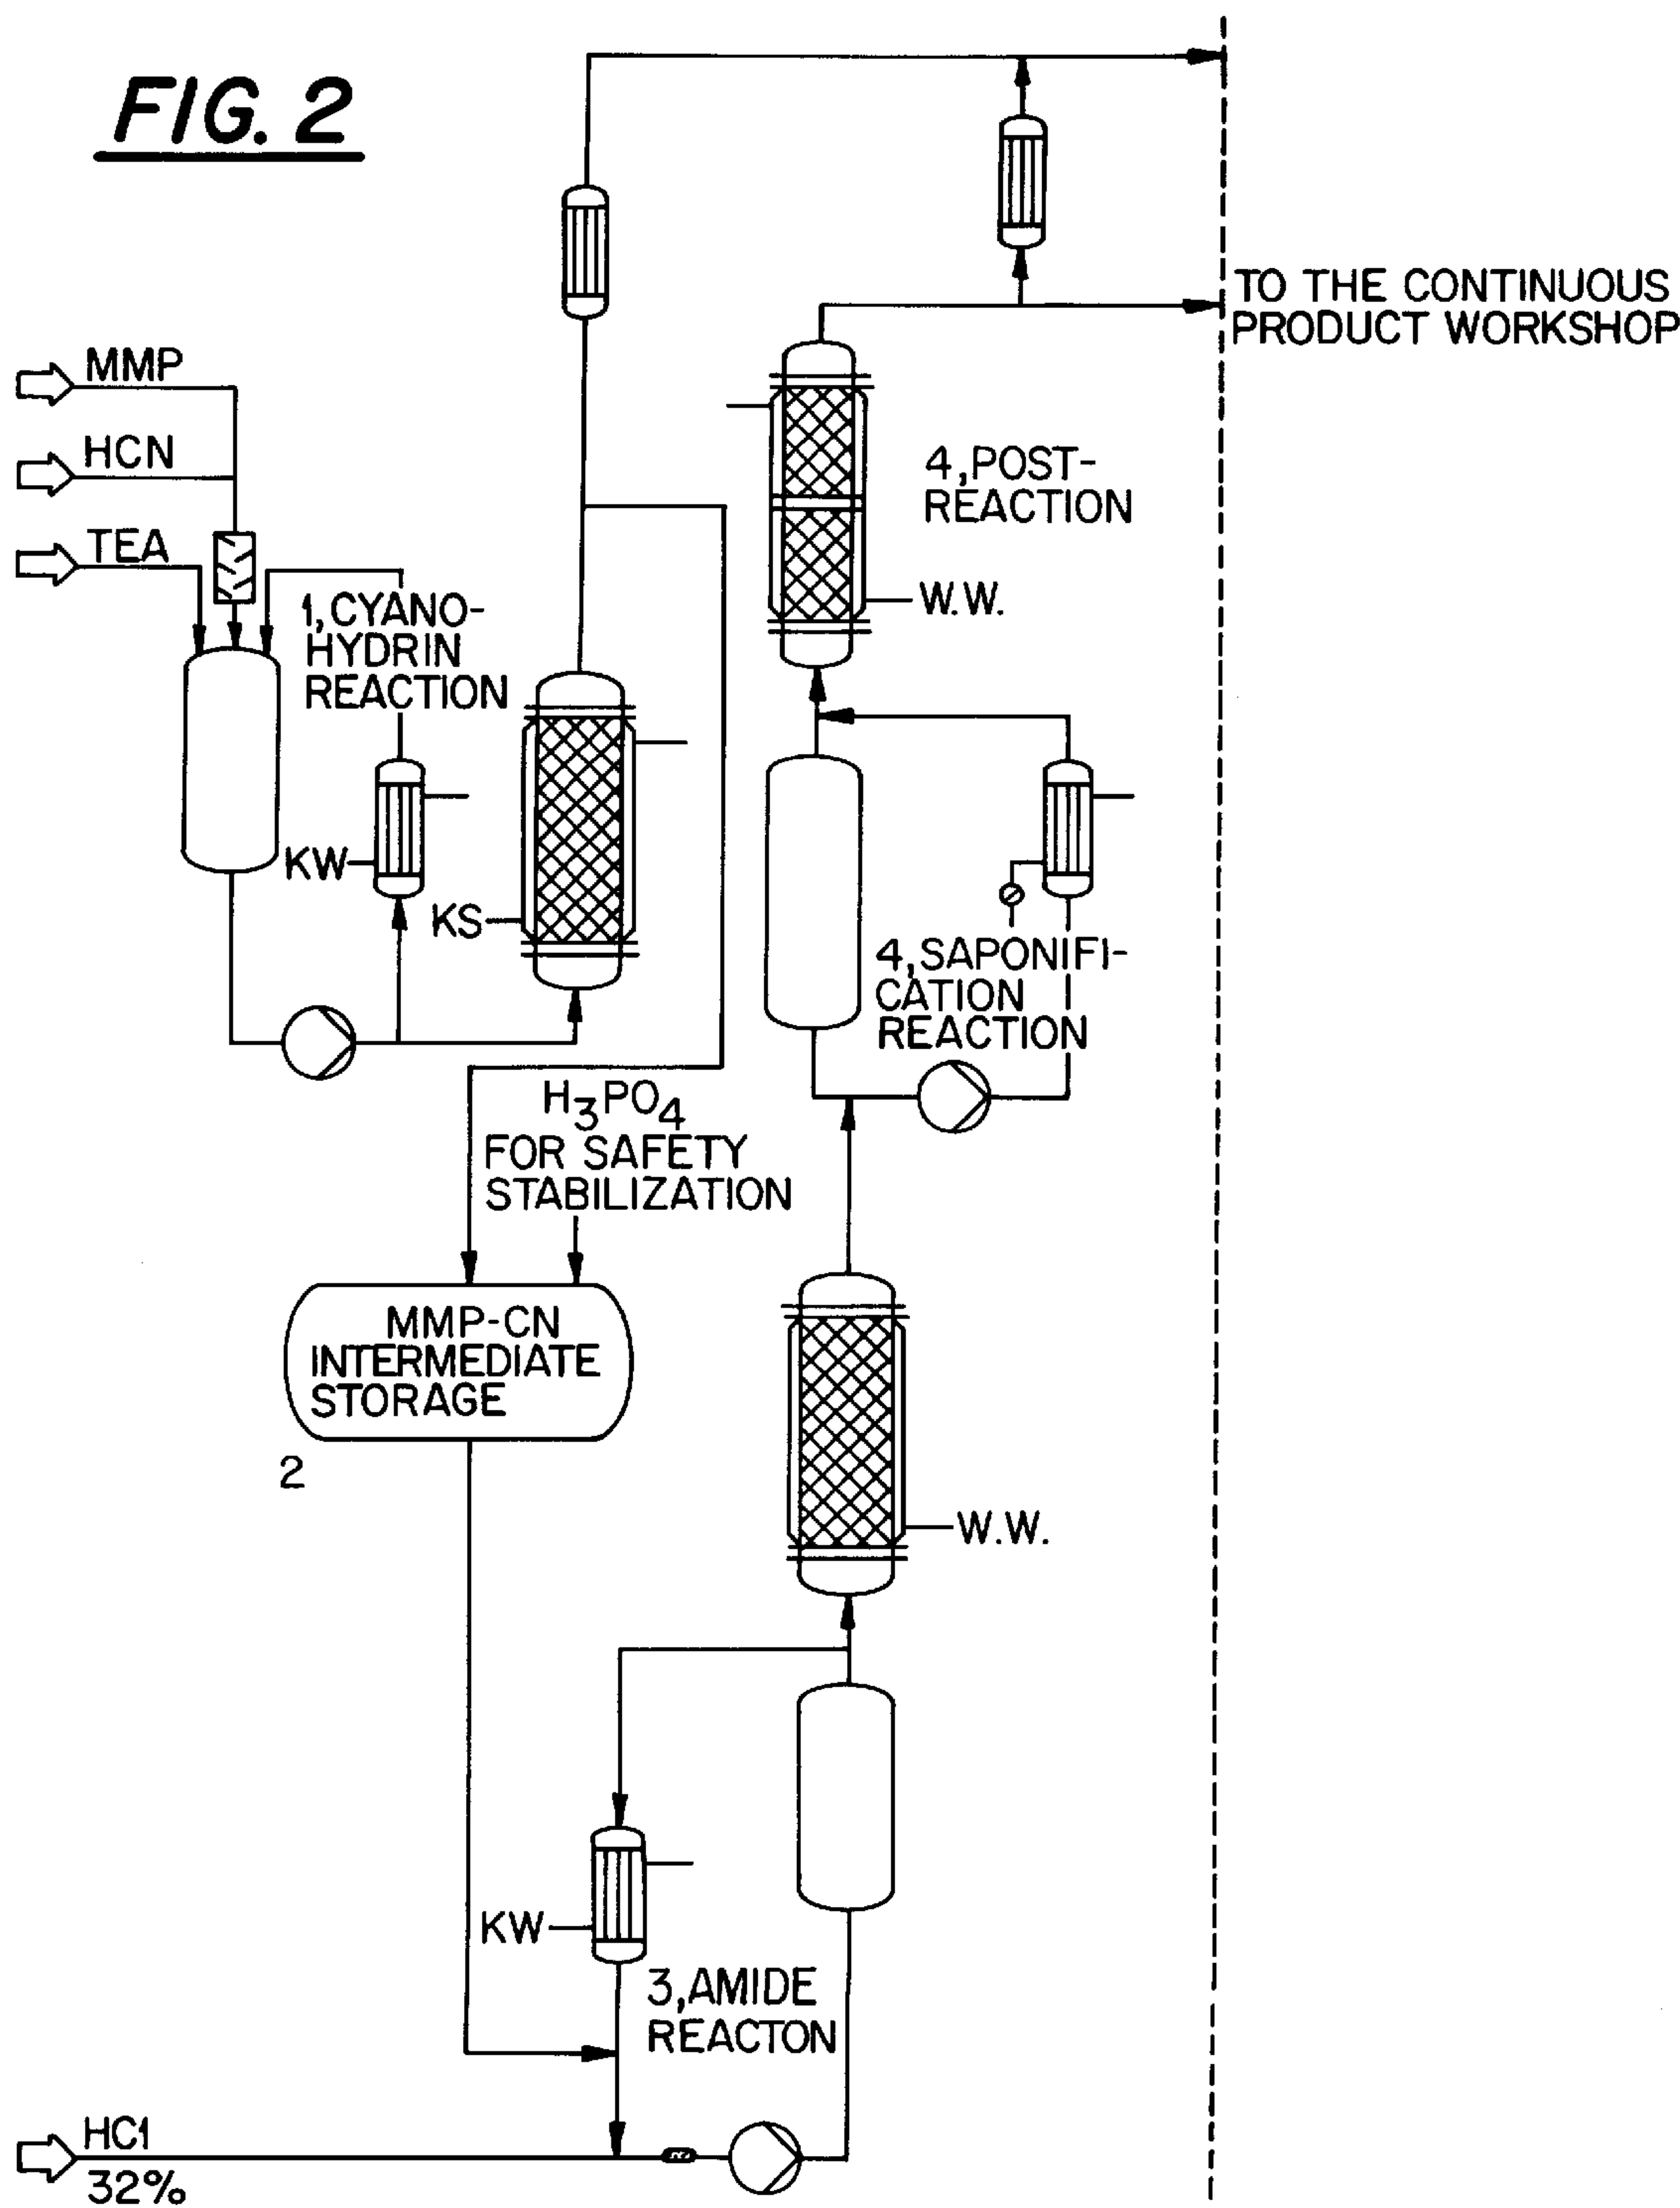 FIG. 2
TO THE CONTINUOUS
PRODUCT WORKSHOP
MMP
HCN
TEA
4,POST-
REACTION
W.W.
1,CYANO-
HYDRIN
REACTION
KW
KS
4,SAPONIFI-
CATION
REACTION
H3PO4
FOR SAFETY
STABILIZATION
MMP-CN
INTERMEDIATE
STORAGE
2
W.W.
KW
3,AMIDE
REACTON
HC1
32%